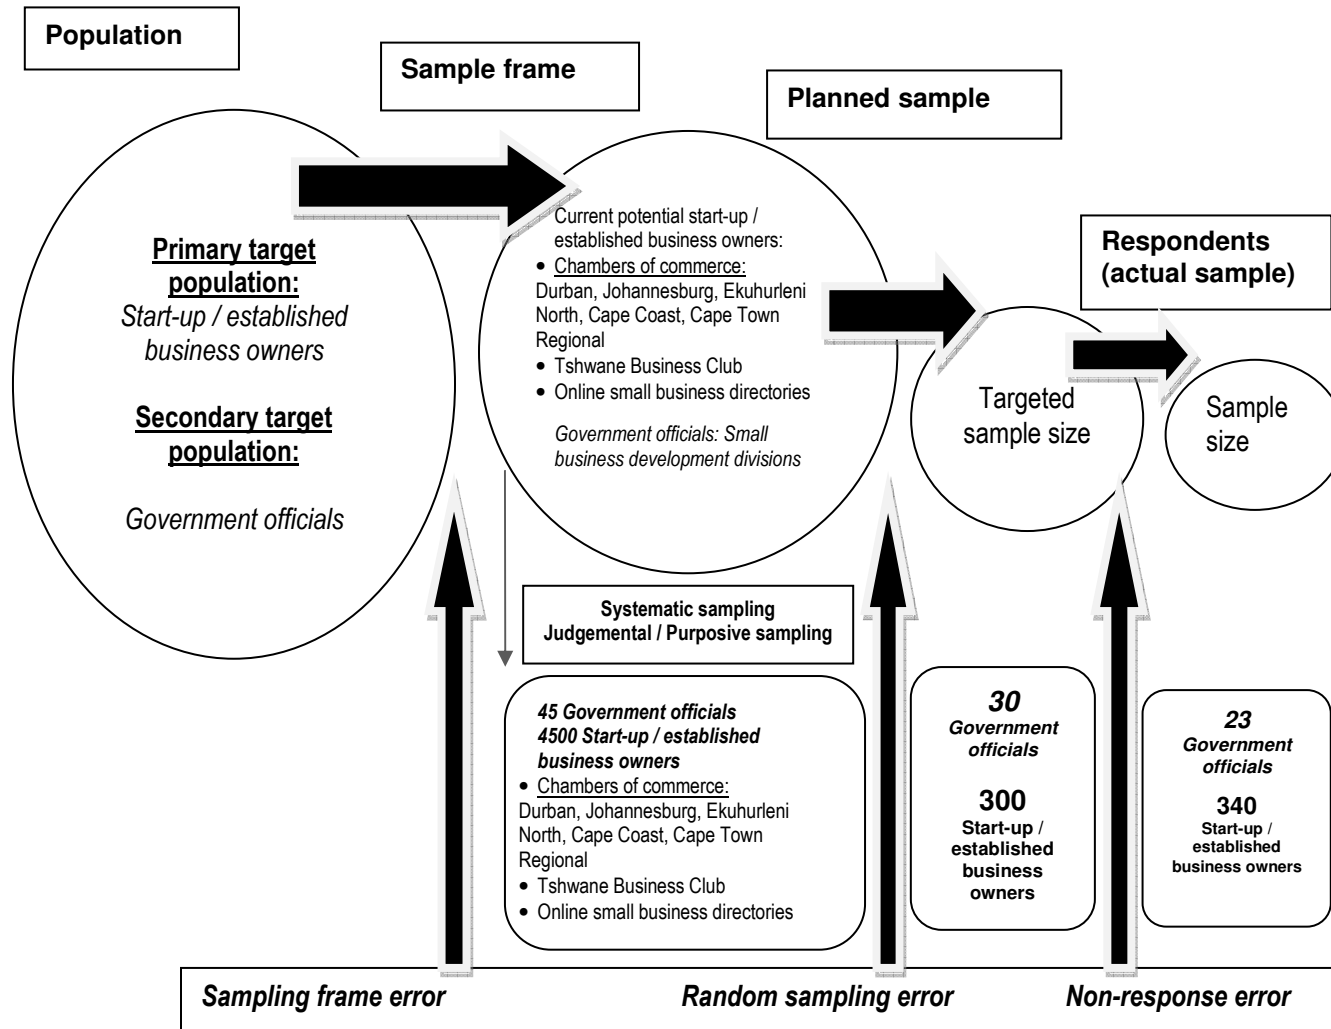 Population
Sample frame
Planned sample
Respondents
(actual sample)
Primary target
population:
Start-up / established
business owners
Secondary target
population:
Government officials
Current potential start-up /
established business owners:
• Chambers of commerce:
Durban, Johannesburg, Ekuhurleni
North, Cape Coast, Cape Town
Regional
• Tshwane Business Club
• Online small business directories
Government officials: Small
business development divisions
Targeted
sample size
Sample
size
Systematic sampling
Judgemental / Purposive sampling
45 Government officials
4500 Start-up / established
business owners
• Chambers of commerce:
Durban, Johannesburg, Ekuhurleni
North, Cape Coast, Cape Town
Regional
• Tshwane Business Club
• Online small business directories
30
Government
officials
300
Start-up /
established
business
owners
23
Government
officials
340
Start-up /
established
business owners
Sampling frame error
Random sampling error
Non-response error